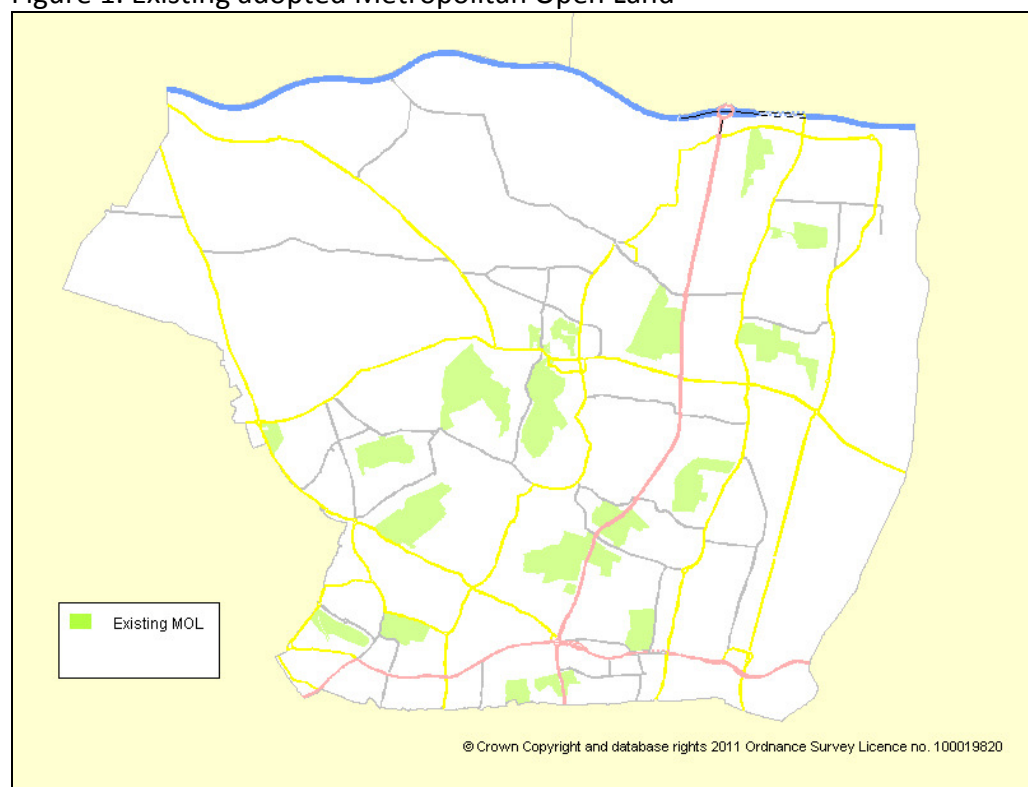 Figure 1: Existing adopted Metropolitan Open Land
Existing MOL
© Crown Copyright and database rights 2011 Ordnance Survey Licence no. 100019820